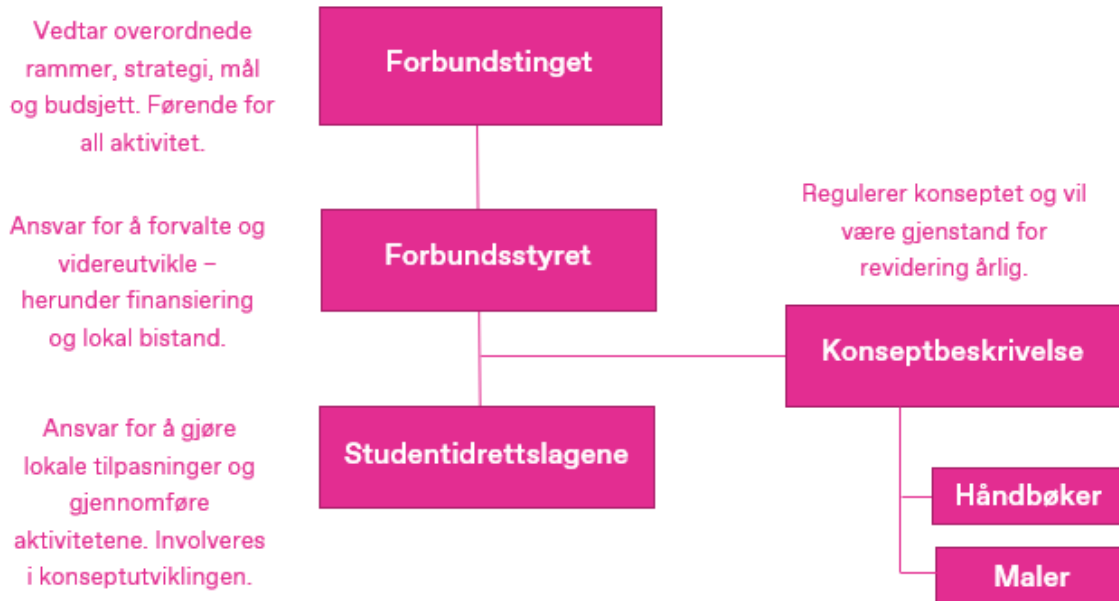 Vedtar overordnede
rammer, strategi, mål
og budsjett. Førende for
all aktivitet.
Forbundstinget
Ansvar for å forvalte og
videreutvikle –
herunder finansiering
og lokal bistand.
Forbundsstyret
Regulerer konseptet og vil
være gjenstand for
revidering årlig.
Konseptbeskrivelse
Ansvar for å gjøre
lokale tilpasninger og
gjennomføre
aktivitetene. Involveres
i konseptutviklingen.
Studentidrettslagene
Håndbøker
Maler